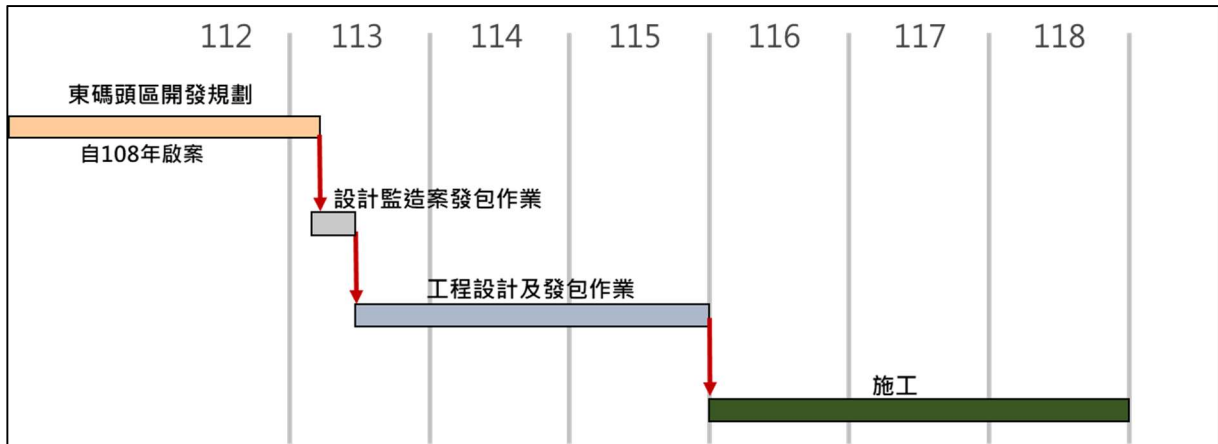 112 113 114 115 116 117 118
東碼頭區開發規劃
自108年啟案
設計監造案發包作業
工程設計及發包作業
施工